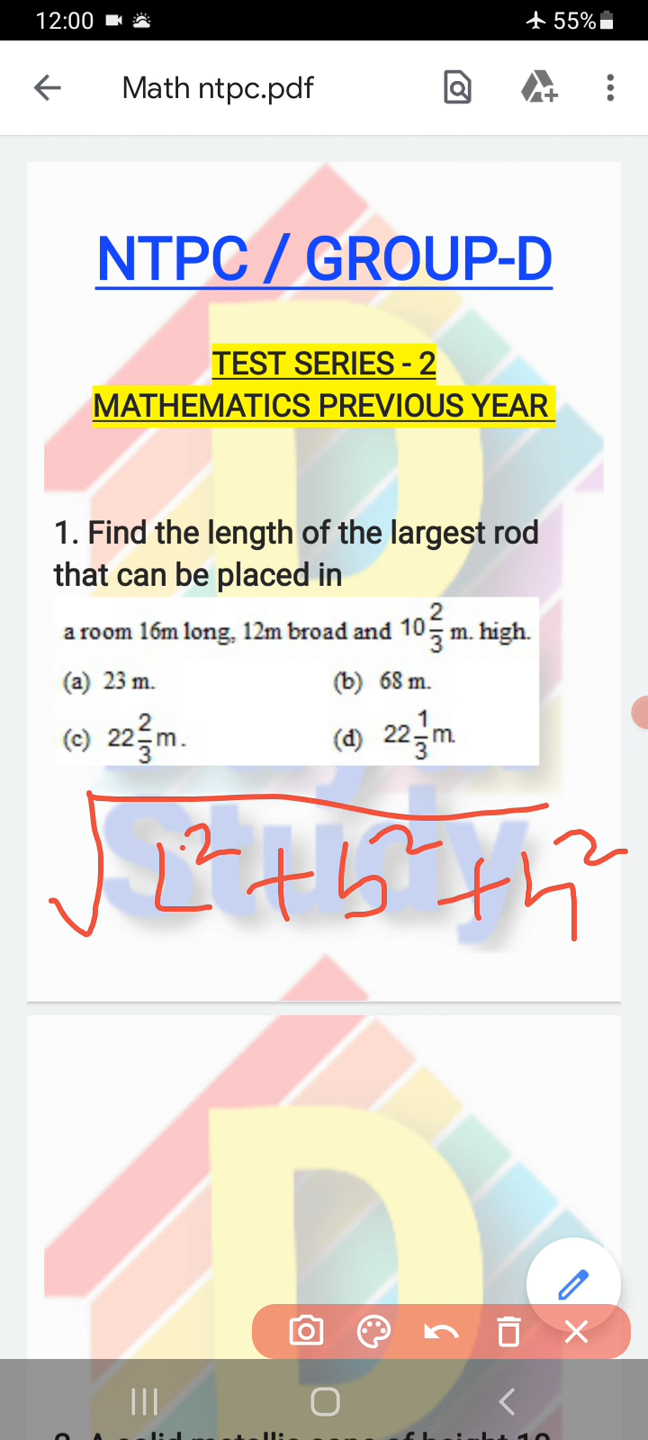 12:00 55%
Math ntpc.pdf
NTPC / GROUP-D
TEST SERIES - 2
MATHEMATICS PREVIOUS YEAR
1. Find the length of the largest rod
that can be placed in
a room 16m long, 12m broad and 10 2/3 m. high.
(a) 23 m. (b) 68 m.
(c) 22 2/3 m. (d) 22 1/3 m.
Study
√L²+b²+h²
D